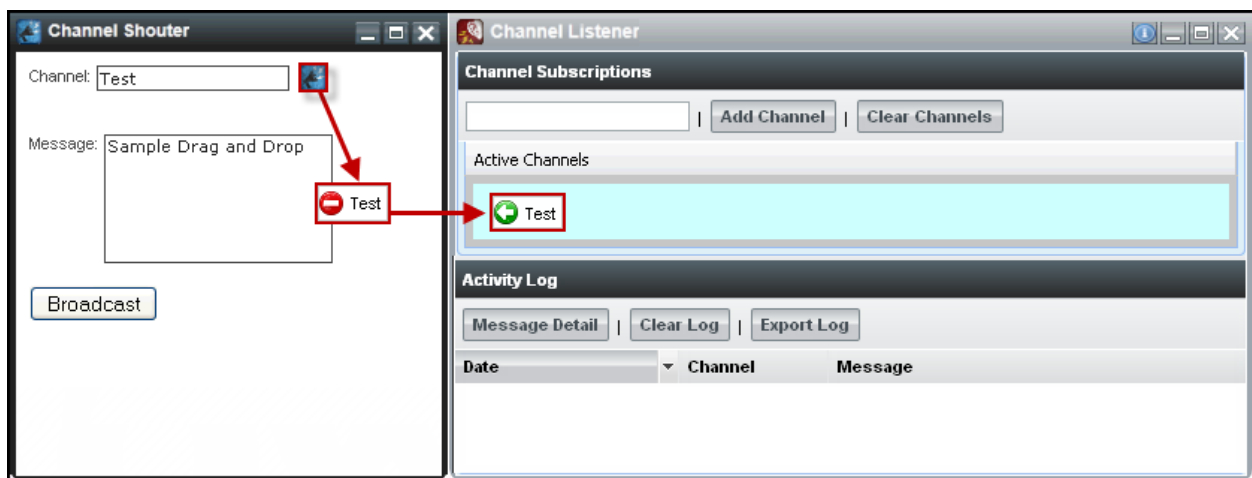 Channel Shouter
Channel: Test
Message: Sample Drag and Drop
Test
Broadcast
Channel Listener
Channel Subscriptions
| Add Channel | Clear Channels
Active Channels
Test
Activity Log
Message Detail | Clear Log | Export Log
Date Channel Message